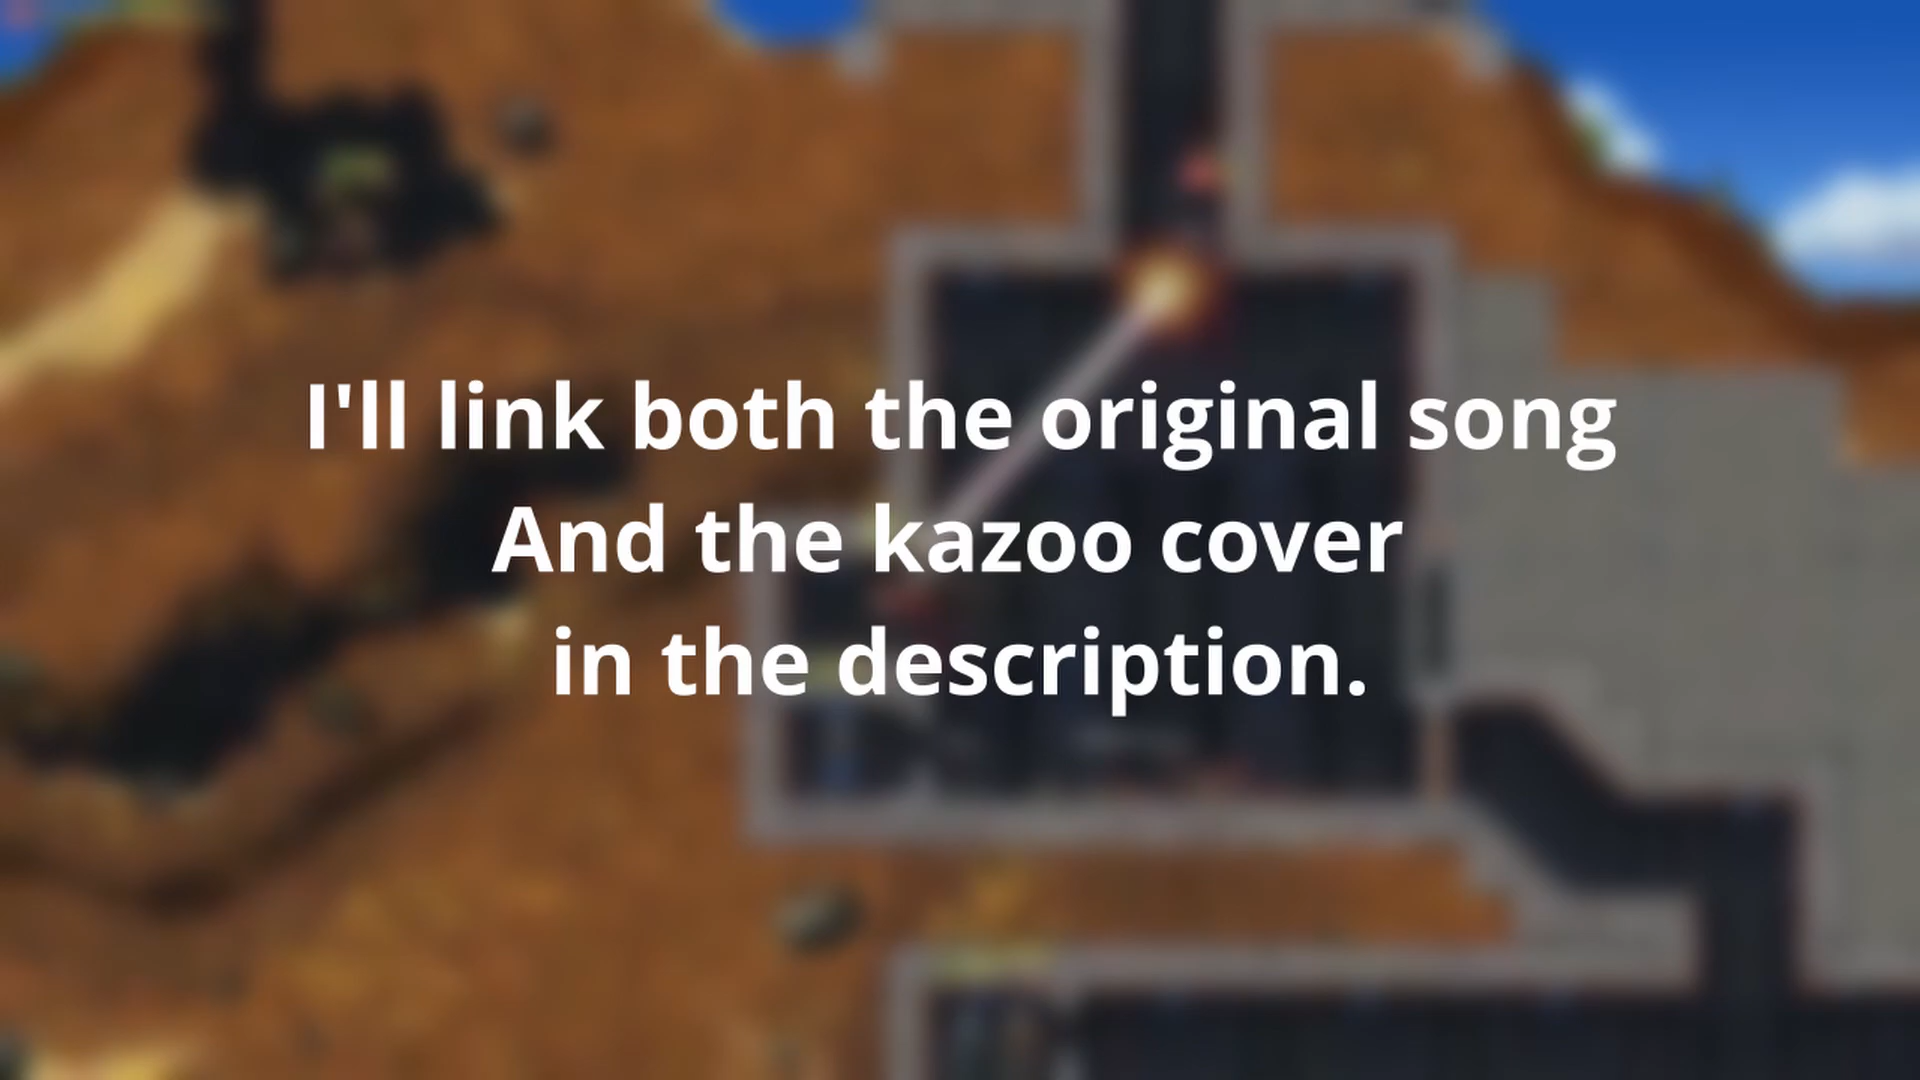 I'll link both the original song
And the kazoo cover
in the description.